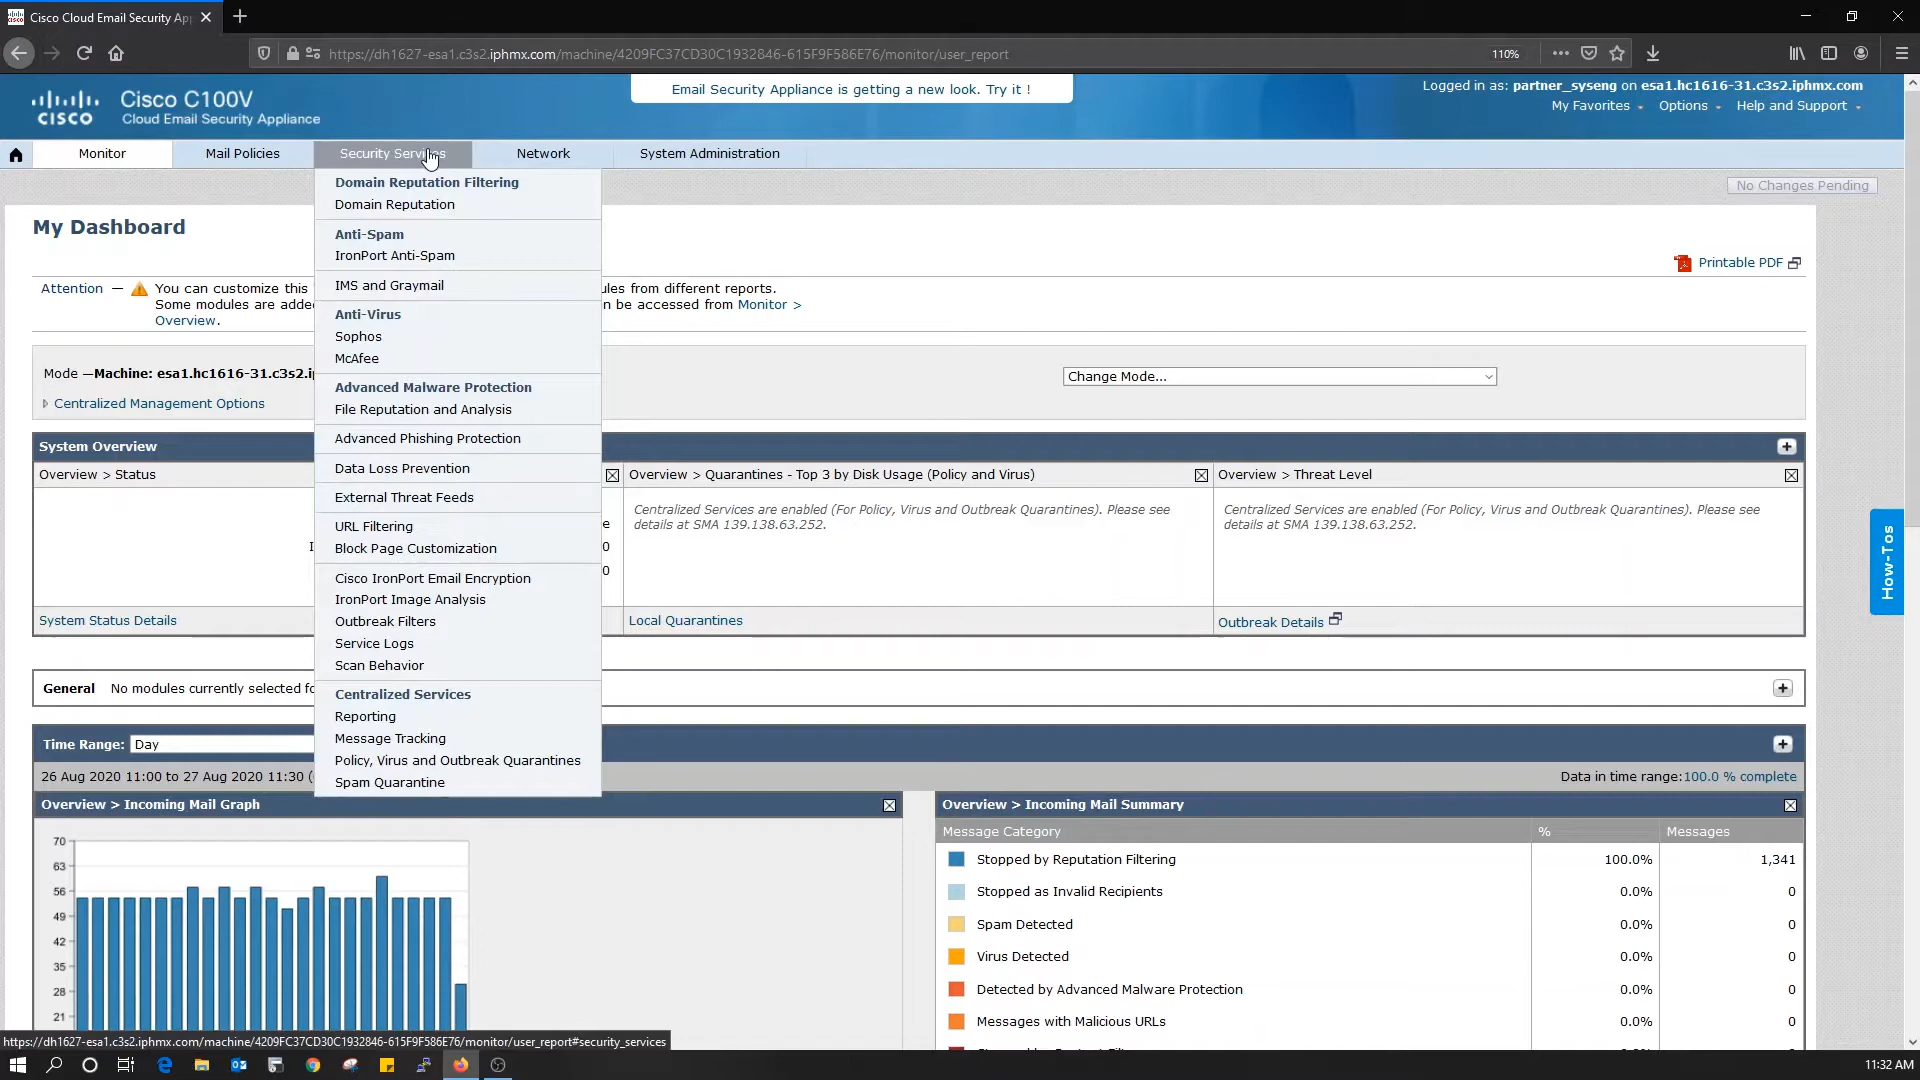 Cisco Cloud Email Security App
https://dh1627-esa1.c3s2.iphmx.com/machine/4209FC37CD30C1932846-615F9F586E76/monitor/user_report
110%
CISCO
Cisco C100V
Cloud Email Security Appliance
Email Security Appliance is getting a new look. Try it !
Logged in as: partner_syseng on esa1.hc1616-31.c3s2.iphmx.com
My Favorites Options Help and Support
Monitor Mail Policies Security Services Network System Administration
No Changes Pending
Domain Reputation Filtering
Domain Reputation
Anti-Spam
IronPort Anti-Spam
IMS and Graymail
Anti-Virus
Sophos
McAfee
Advanced Malware Protection
File Reputation and Analysis
Advanced Phishing Protection
Data Loss Prevention
External Threat Feeds
URL Filtering
Block Page Customization
Cisco IronPort Email Encryption
IronPort Image Analysis
Outbreak Filters
Service Logs
Scan Behavior
Centralized Services
Reporting
Message Tracking
Policy, Virus and Outbreak Quarantines
Spam Quarantine
My Dashboard
Printable PDF
Attention — You can customize this ules from different reports.
Some modules are adde n be accessed from Monitor >
Overview.
Mode —Machine: esa1.hc1616-31.c3s2.ip
Change Mode...
Centralized Management Options
System Overview
Overview > Status
Overview > Quarantines - Top 3 by Disk Usage (Policy and Virus)
Overview > Threat Level
Centralized Services are enabled (For Policy, Virus and Outbreak Quarantines). Please see
details at SMA 139.138.63.252.
Centralized Services are enabled (For Policy, Virus and Outbreak Quarantines). Please see
details at SMA 139.138.63.252.
e
0
0
System Status Details
Local Quarantines
Outbreak Details
How-Tos
General No modules currently selected fo
Time Range: Day
26 Aug 2020 11:00 to 27 Aug 2020 11:30 (
Data in time range:100.0 % complete
Overview > Incoming Mail Graph
70
63
56
49
42
35
28
21
Overview > Incoming Mail Summary
Message Category % Messages
Stopped by Reputation Filtering 100.0% 1,341
Stopped as Invalid Recipients 0.0% 0
Spam Detected 0.0% 0
Virus Detected 0.0% 0
Detected by Advanced Malware Protection 0.0% 0
Messages with Malicious URLs 0.0% 0
https://dh1627-esa1.c3s2.iphmx.com/machine/4209FC37CD30C1932846-615F9F586E76/monitor/user_report#security_services
11:32 AM